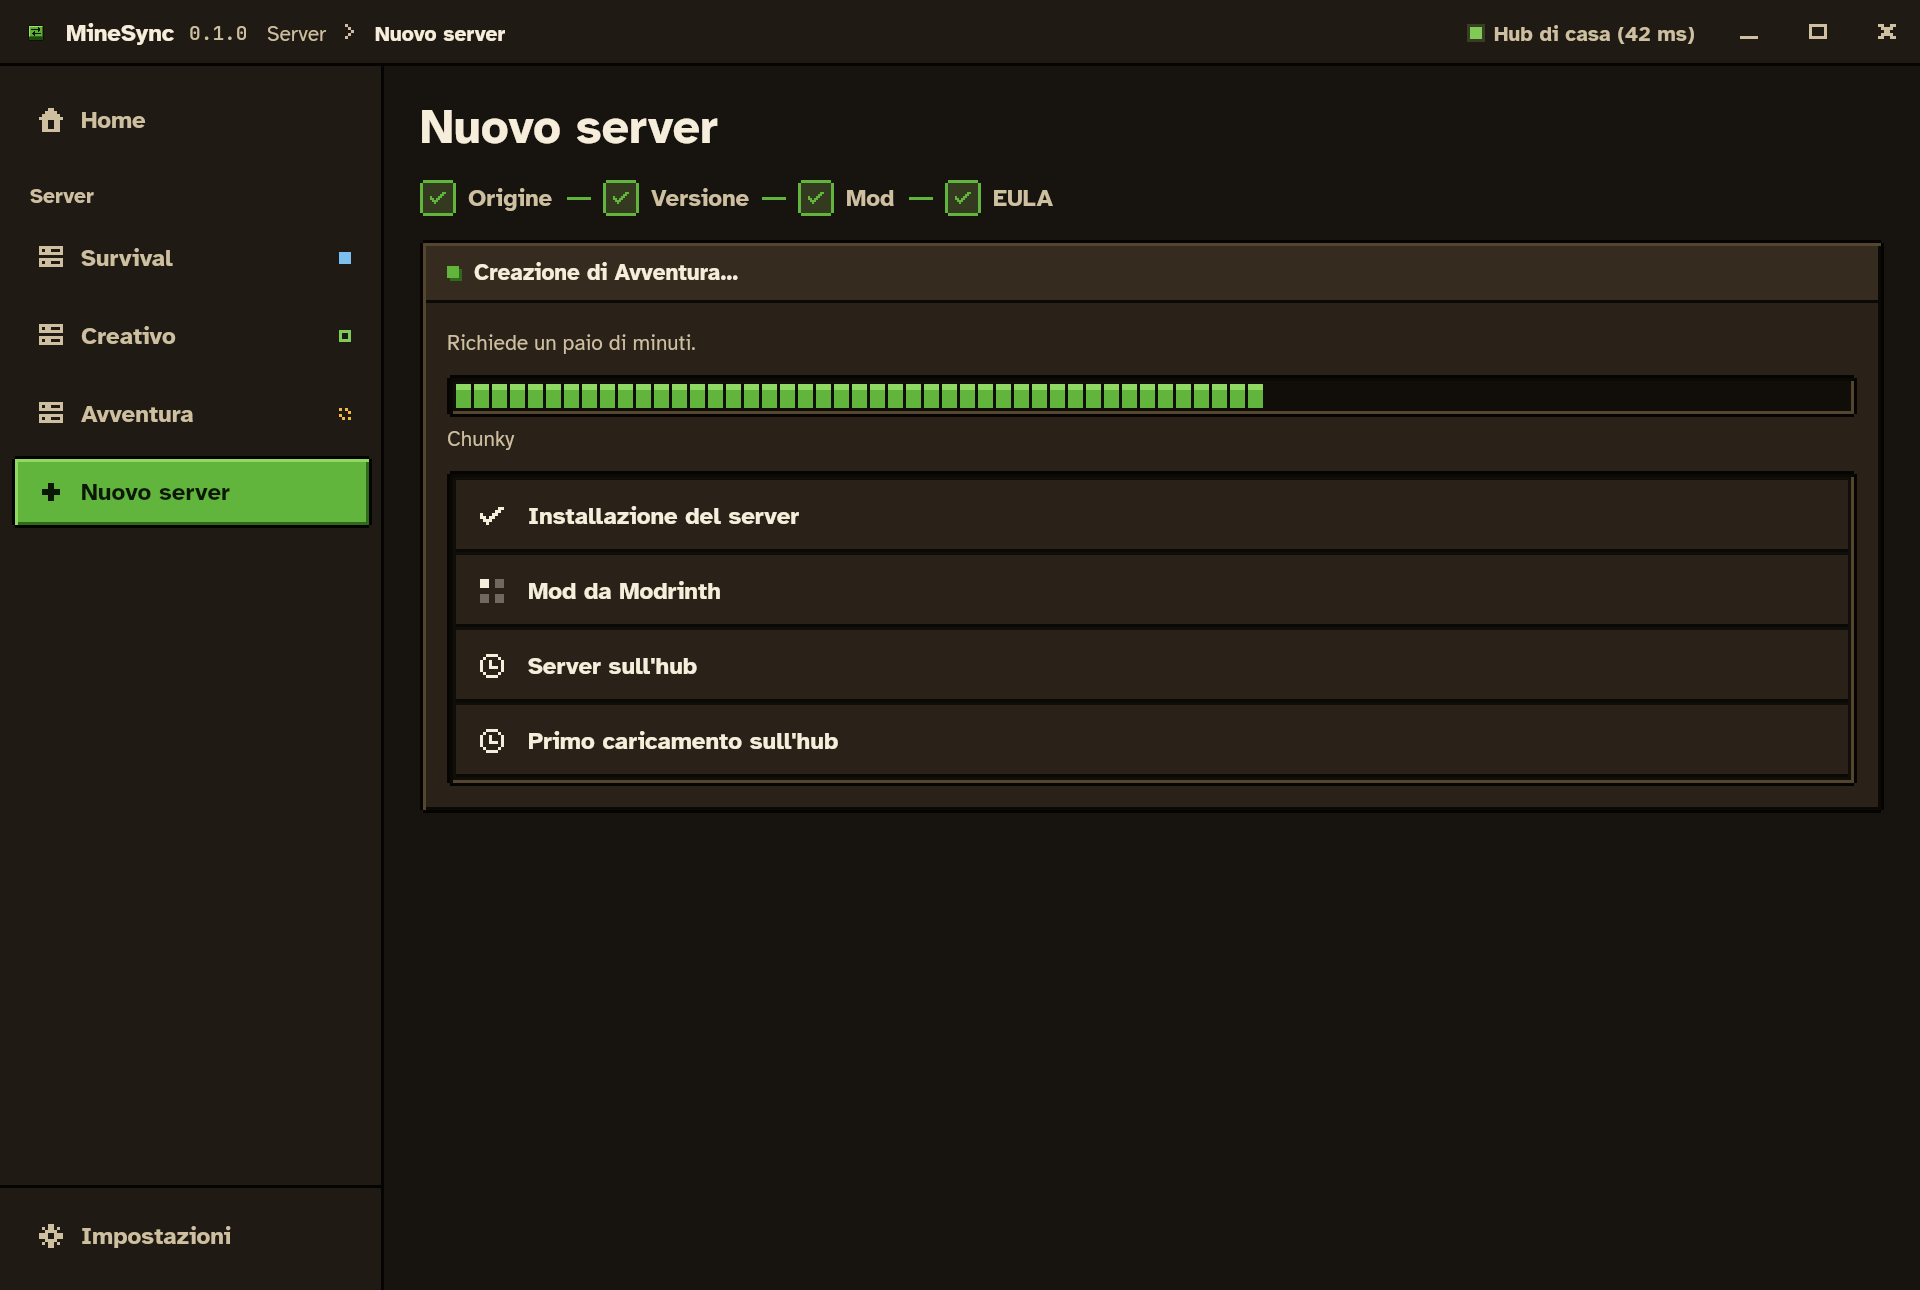 MineSync 0.1.0 Server Nuovo server
Hub di casa (42 ms)
Home
Server
Survival
Creativo
Avventura
Nuovo server
Impostazioni
Nuovo server
Origine Versione Mod EULA
Creazione di Avventura...
Richiede un paio di minuti.
Chunky
Installazione del server
Mod da Modrinth
Server sull'hub
Primo caricamento sull'hub